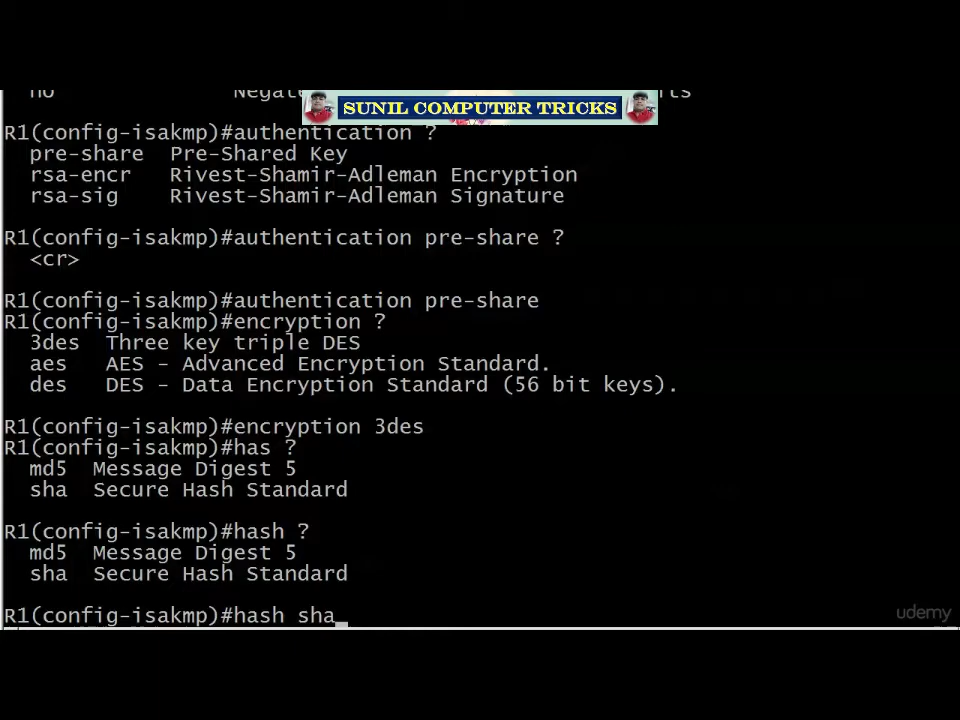 no Negate
SUNIL COMPUTER TRICKS
R1(config-isakmp)#authentication ?
pre-share Pre-Shared Key
rsa-encr Rivest-Shamir-Adleman Encryption
rsa-sig Rivest-Shamir-Adleman Signature
R1(config-isakmp)#authentication pre-share ?
<cr>
R1(config-isakmp)#authentication pre-share
R1(config-isakmp)#encryption ?
3des Three key triple DES
aes AES - Advanced Encryption Standard.
des DES - Data Encryption Standard (56 bit keys).
R1(config-isakmp)#encryption 3des
R1(config-isakmp)#has ?
md5 Message Digest 5
sha Secure Hash Standard
R1(config-isakmp)#hash ?
md5 Message Digest 5
sha Secure Hash Standard
R1(config-isakmp)#hash sha
udemy